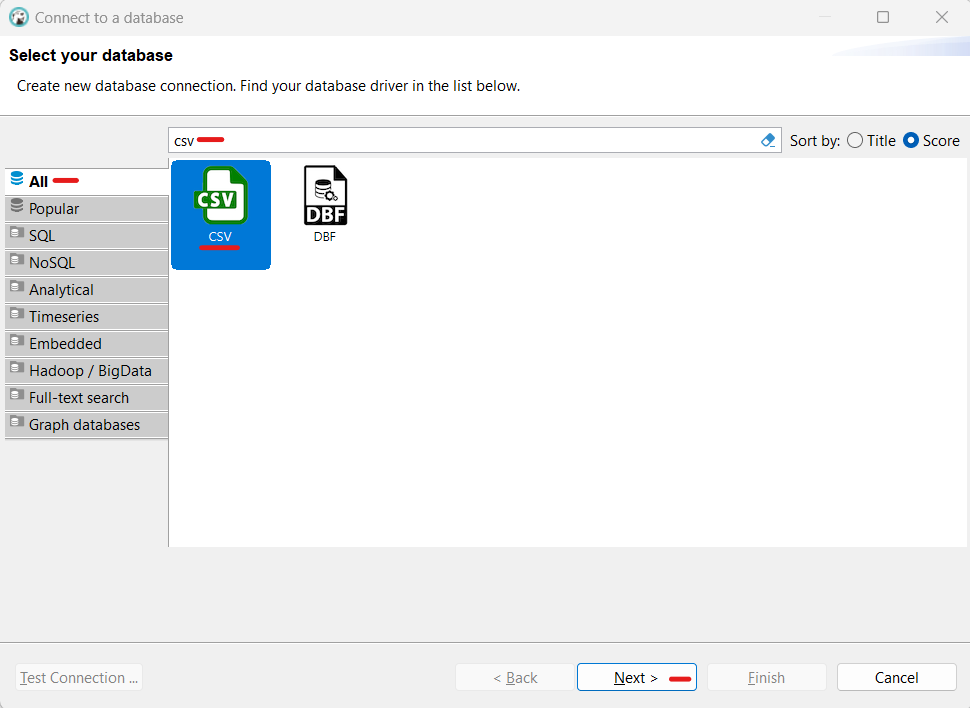 Connect to a database
Select your database
Create new database connection. Find your database driver in the list below.
csv
Sort by: Title Score
All
Popular
SQL
NoSQL
Analytical
Timeseries
Embedded
Hadoop / BigData
Full-text search
Graph databases
CSV
CSV
DBF
DBF
Test Connection ...
< Back
Next >
Finish
Cancel